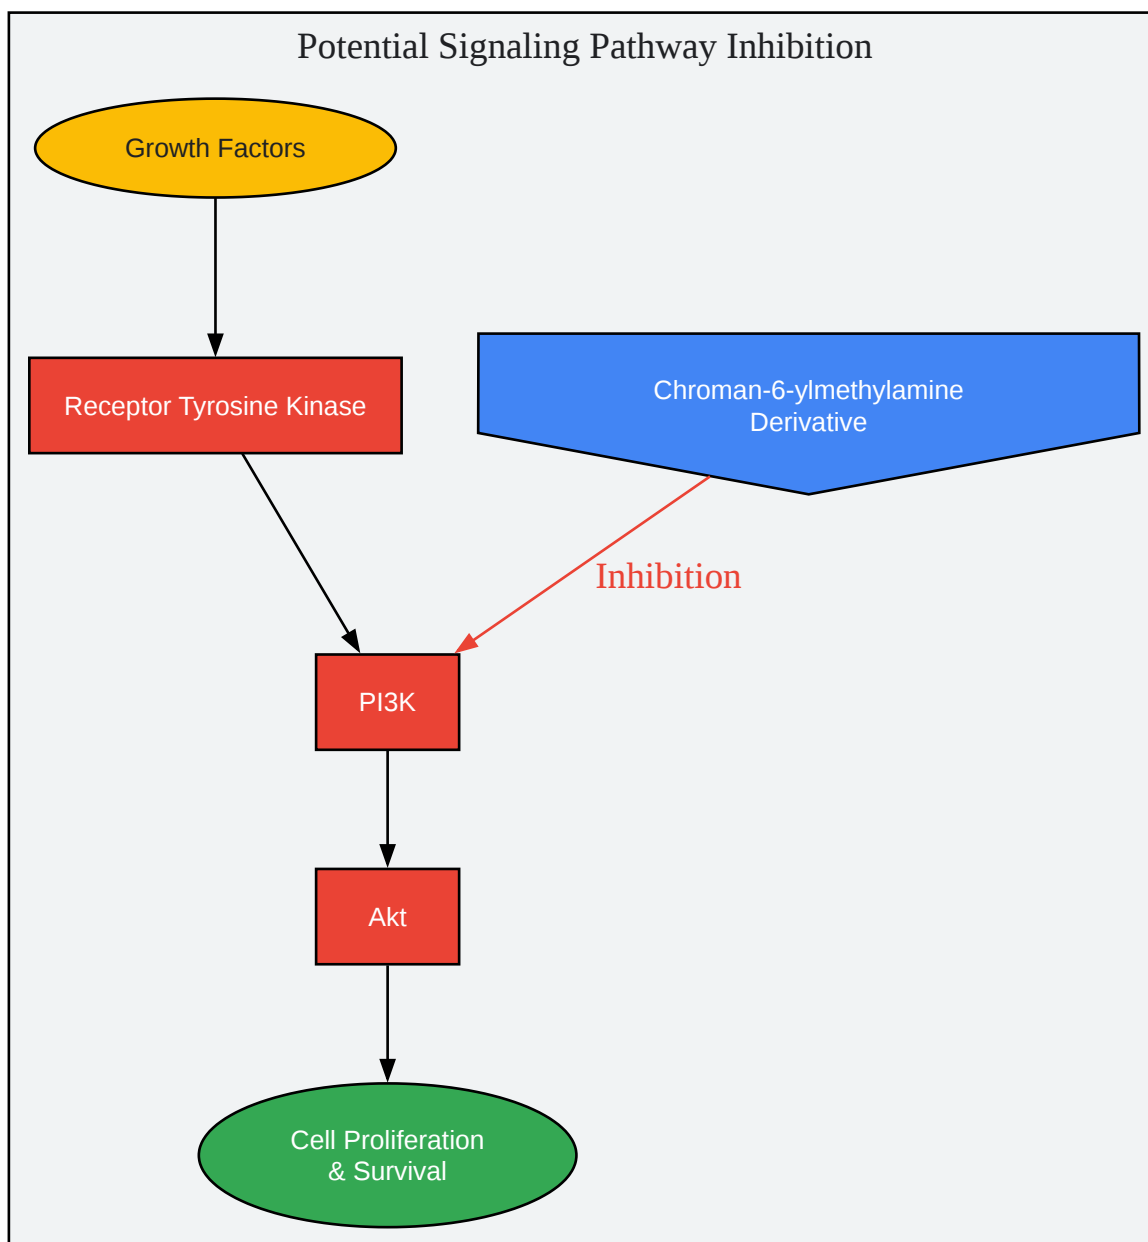 Potential Signaling Pathway Inhibition
Growth Factors
Receptor Tyrosine Kinase
Chroman-6-ylmethylamine
Derivative
Inhibition
PI3K
Akt
Cell Proliferation
& Survival